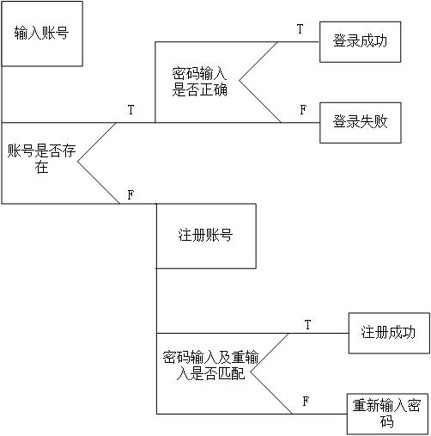 输入账号
T
登录成功
密码输入
是否正确
T
F
登录失败
账号是否存
在
F
注册账号
T
注册成功
密码输入及重输
入是否匹配
F
重新输入密
码